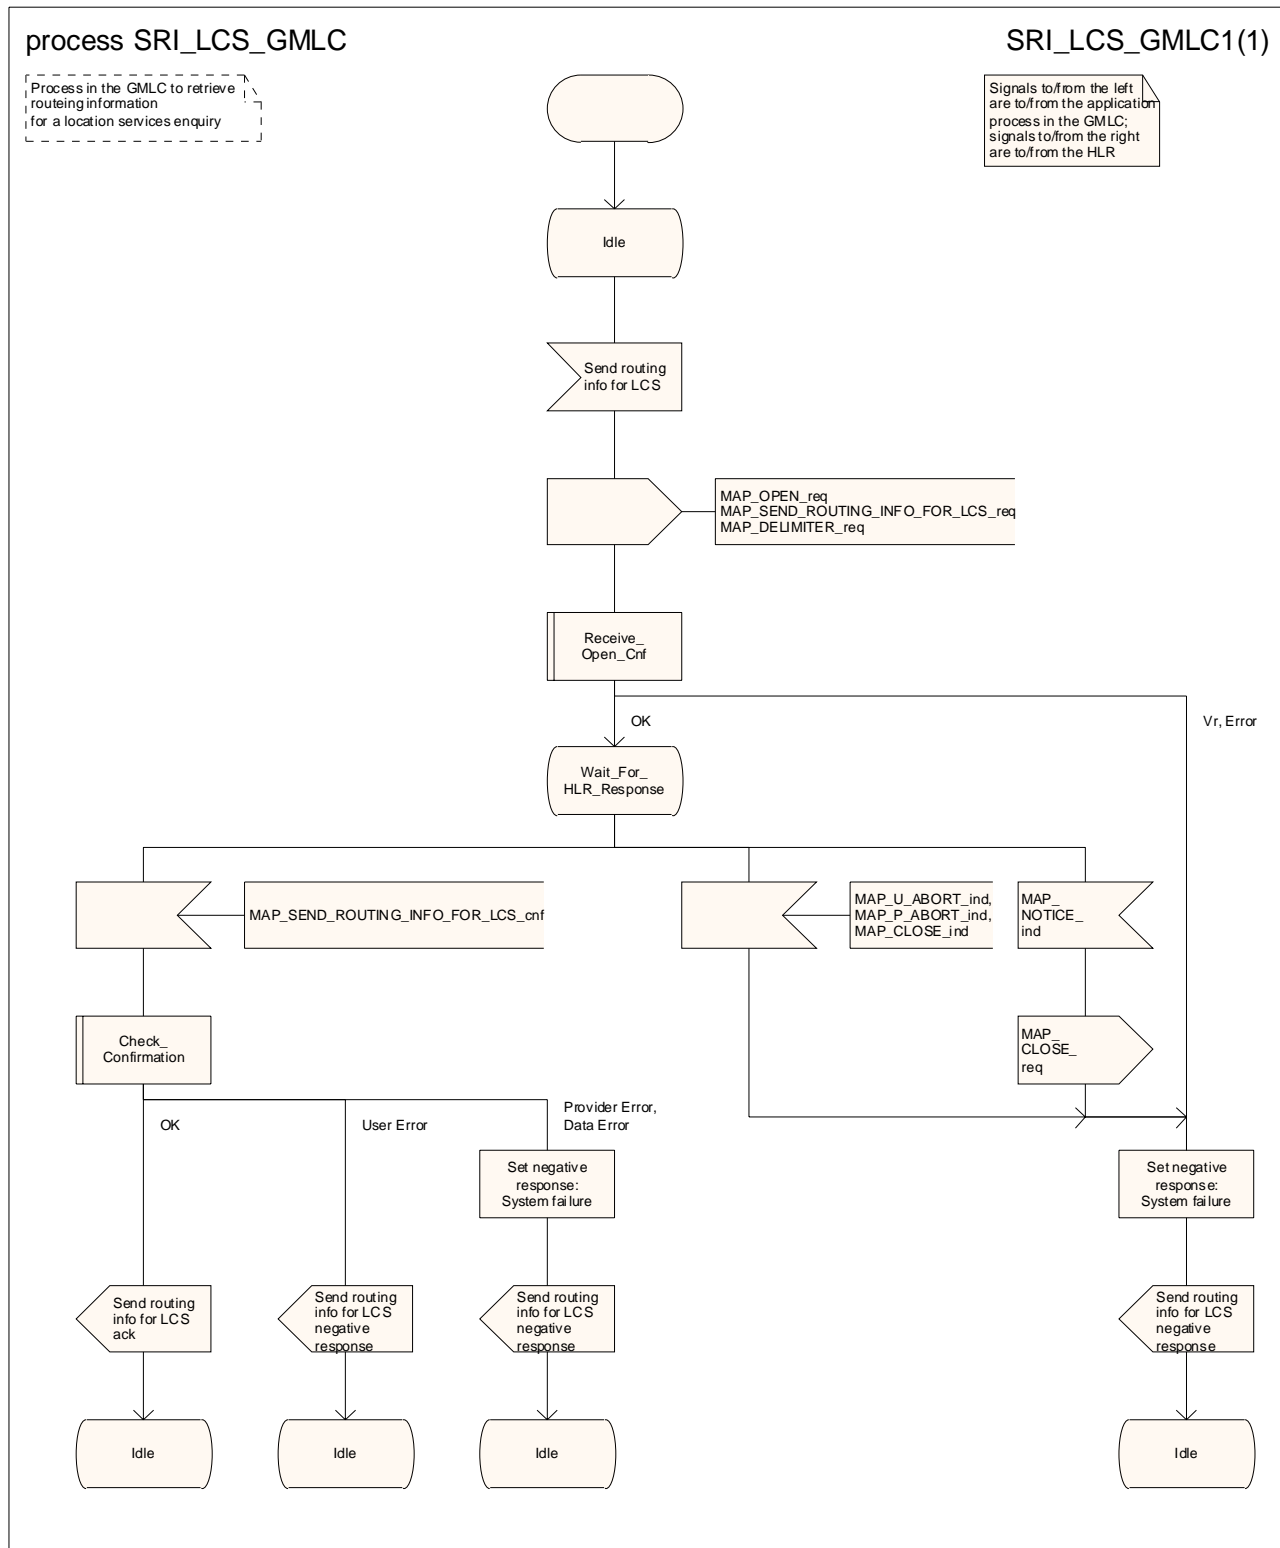 process SRI_LCS_GMLC
SRI_LCS_GMLC1(1)
Process in the GMLC to retrieve
routeing information
for a location services enquiry
Signals to/from the left
are to/from the application
process in the GMLC;
signals to/from the right
are to/from the HLR
Idle
Send routing
info for LCS
MAP_OPEN_req
MAP_SEND_ROUTING_INFO_FOR_LCS_req
MAP_DELIMITER_req
Receive_
Open_Cnf
OK
Vr, Error
Wait_For_
HLR_Response
MAP_SEND_ROUTING_INFO_FOR_LCS_cnf
MAP_U_ABORT_ind,
MAP_P_ABORT_ind,
MAP_CLOSE_ind
MAP_
NOTICE_
ind
Check_
Confirmation
MAP_
CLOSE_
req
OK
User Error
Provider Error,
Data Error
Set negative
response:
System failure
Set negative
response:
System failure
Send routing
info for LCS
ack
Send routing
info for LCS
negative
response
Send routing
info for LCS
negative
response
Send routing
info for LCS
negative
response
Idle
Idle
Idle
Idle